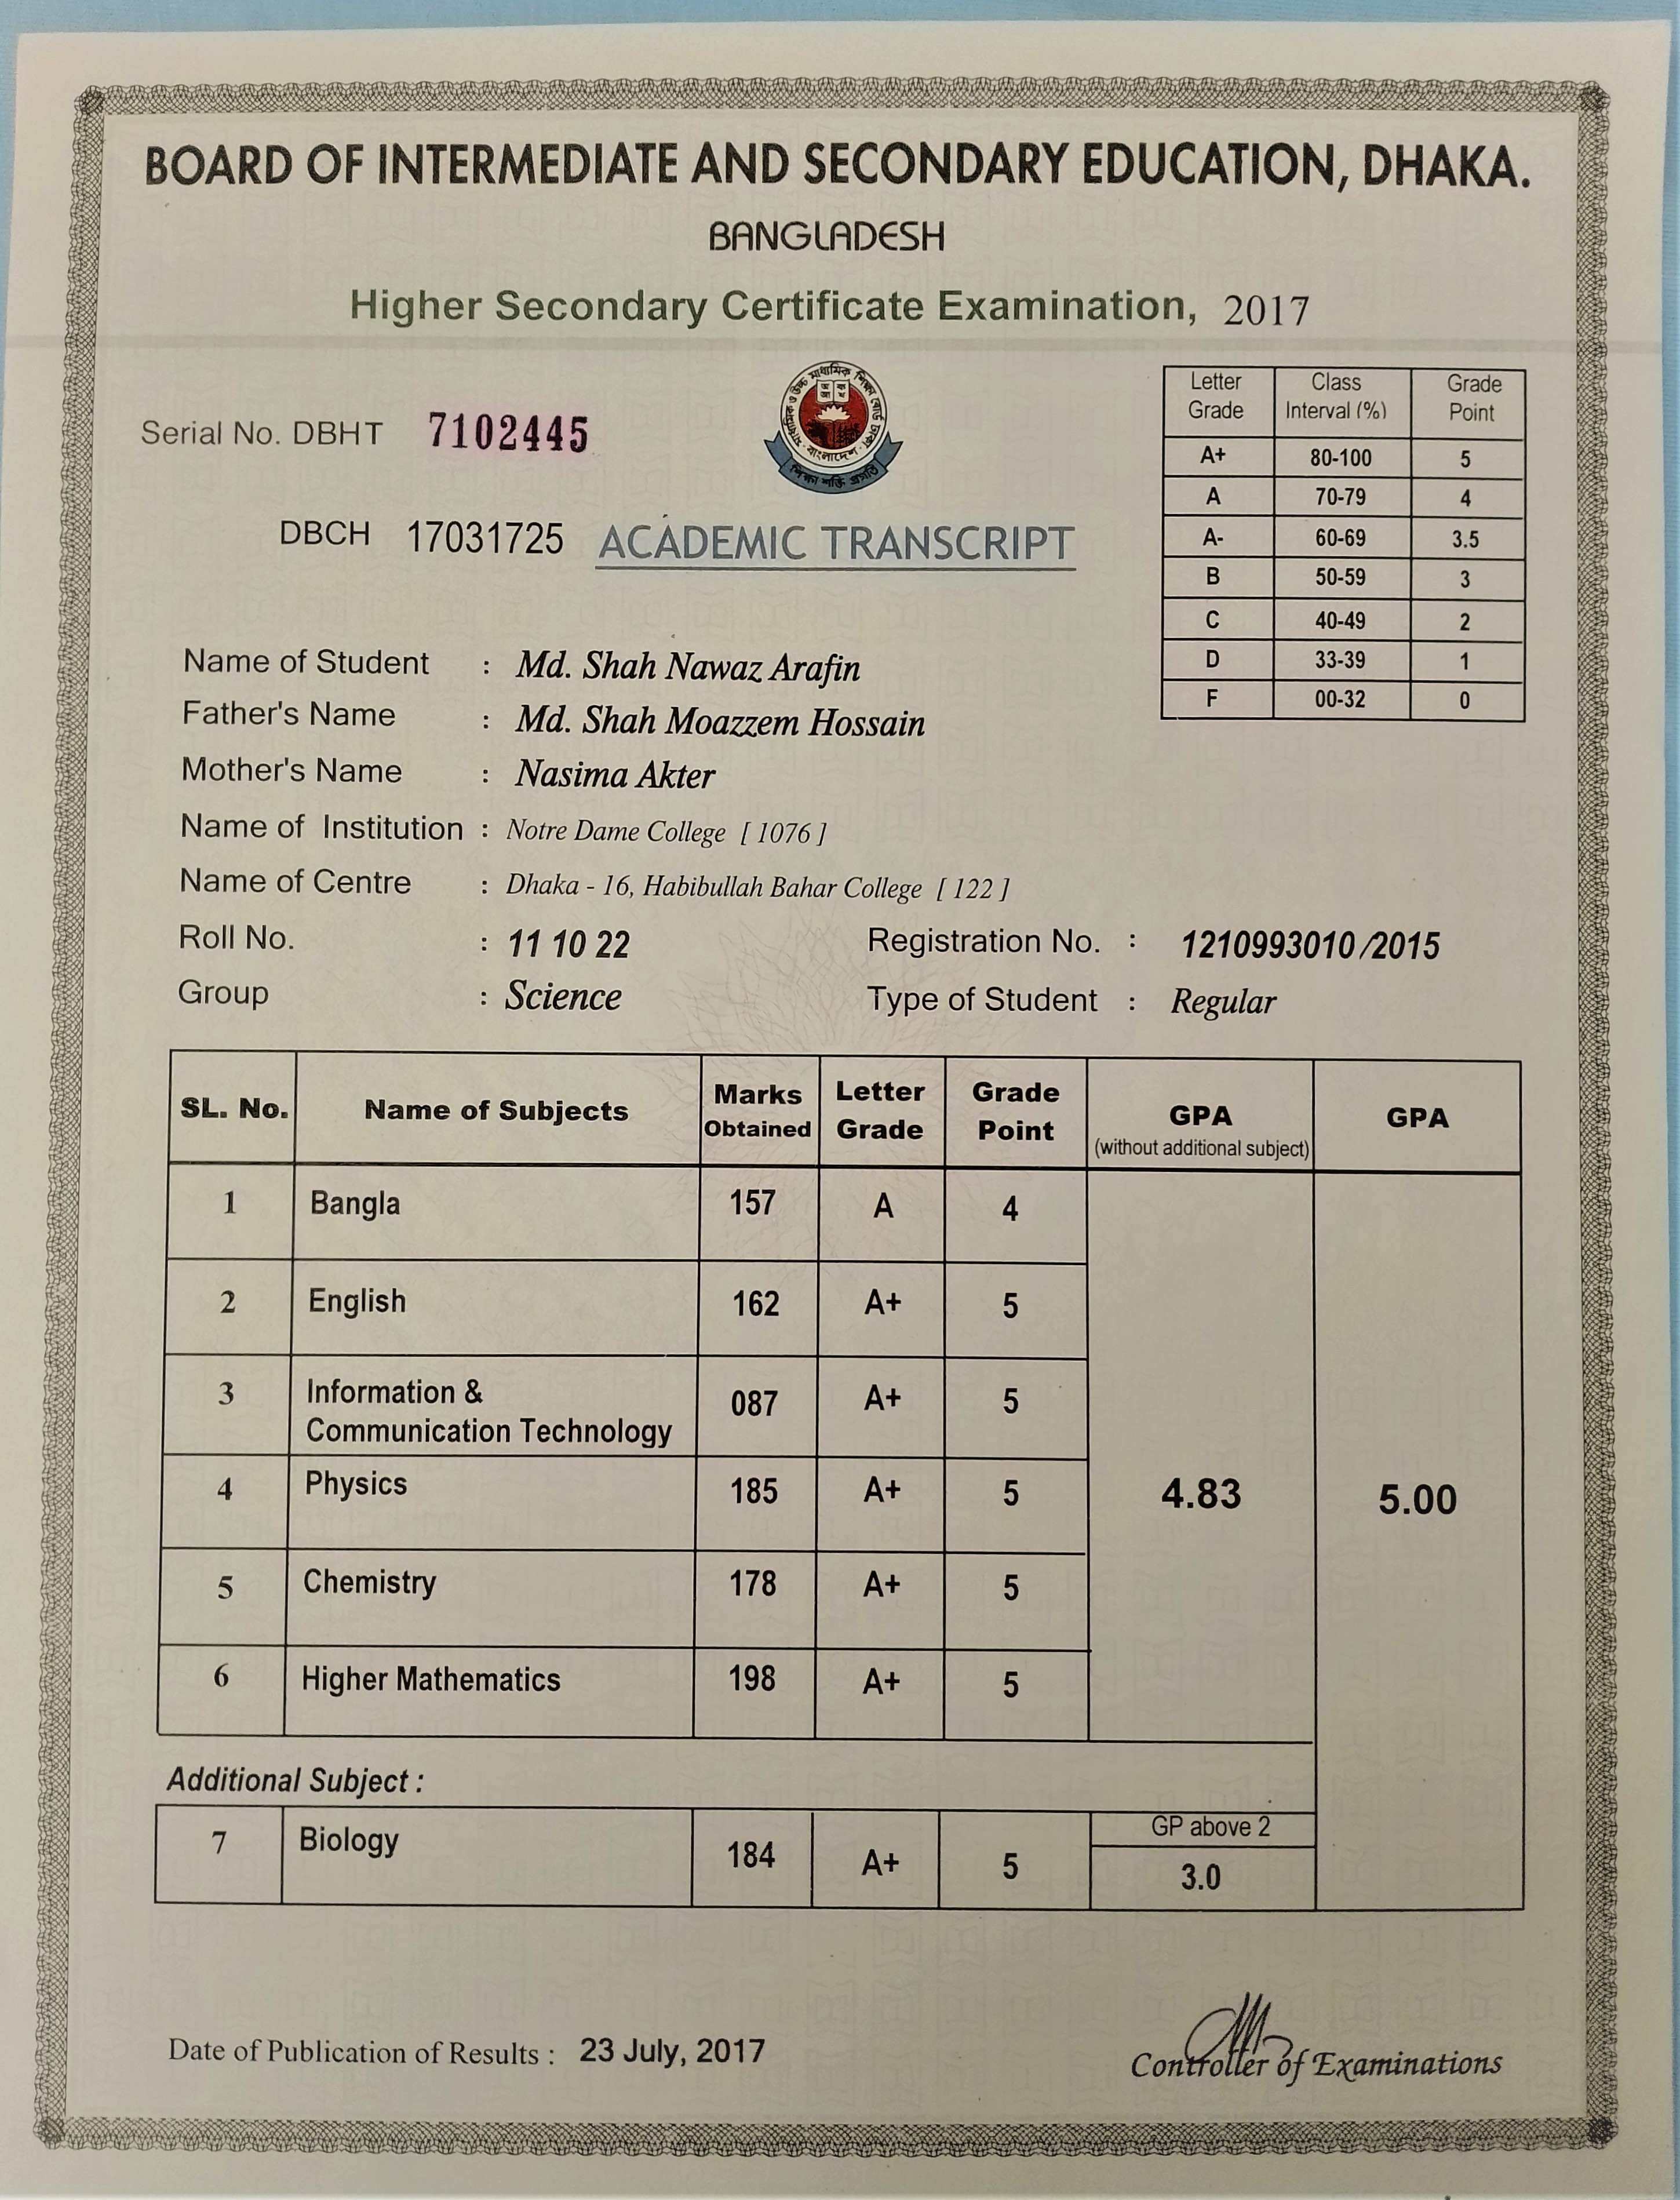 BOARD OF INTERMEDIATE AND SECONDARY EDUCATION, DHAKA.
BANGLADESH
Higher Secondary Certificate Examination, 2017
মাধ্যমিক ও উচ্চ মাধ্যমিক শিক্ষা বোর্ড ঢাকা
বাংলাদেশ
শিক্ষা শক্তি প্রগতি
Serial No. DBHT 7102445
DBCH 17031725 ACADEMIC TRANSCRIPT
Letter Grade Class Interval (%) Grade Point
A+ 80-100 5
A 70-79 4
A- 60-69 3.5
B 50-59 3
C 40-49 2
D 33-39 1
F 00-32 0
Name of Student : Md. Shah Nawaz Arafin
Father's Name : Md. Shah Moazzem Hossain
Mother's Name : Nasima Akter
Name of Institution : Notre Dame College [ 1076 ]
Name of Centre : Dhaka - 16, Habibullah Bahar College [ 122 ]
Roll No. : 11 10 22 Registration No. : 1210993010 /2015
Group : Science Type of Student : Regular
SL. No. Name of Subjects Marks Obtained Letter Grade Grade Point GPA (without additional subject) GPA
1 Bangla 157 A 4
2 English 162 A+ 5
3 Information & Communication Technology 087 A+ 5
4 Physics 185 A+ 5 4.83 5.00
5 Chemistry 178 A+ 5
6 Higher Mathematics 198 A+ 5
Additional Subject :
7 Biology 184 A+ 5 GP above 2
3.0
Date of Publication of Results : 23 July, 2017
Controller of Examinations